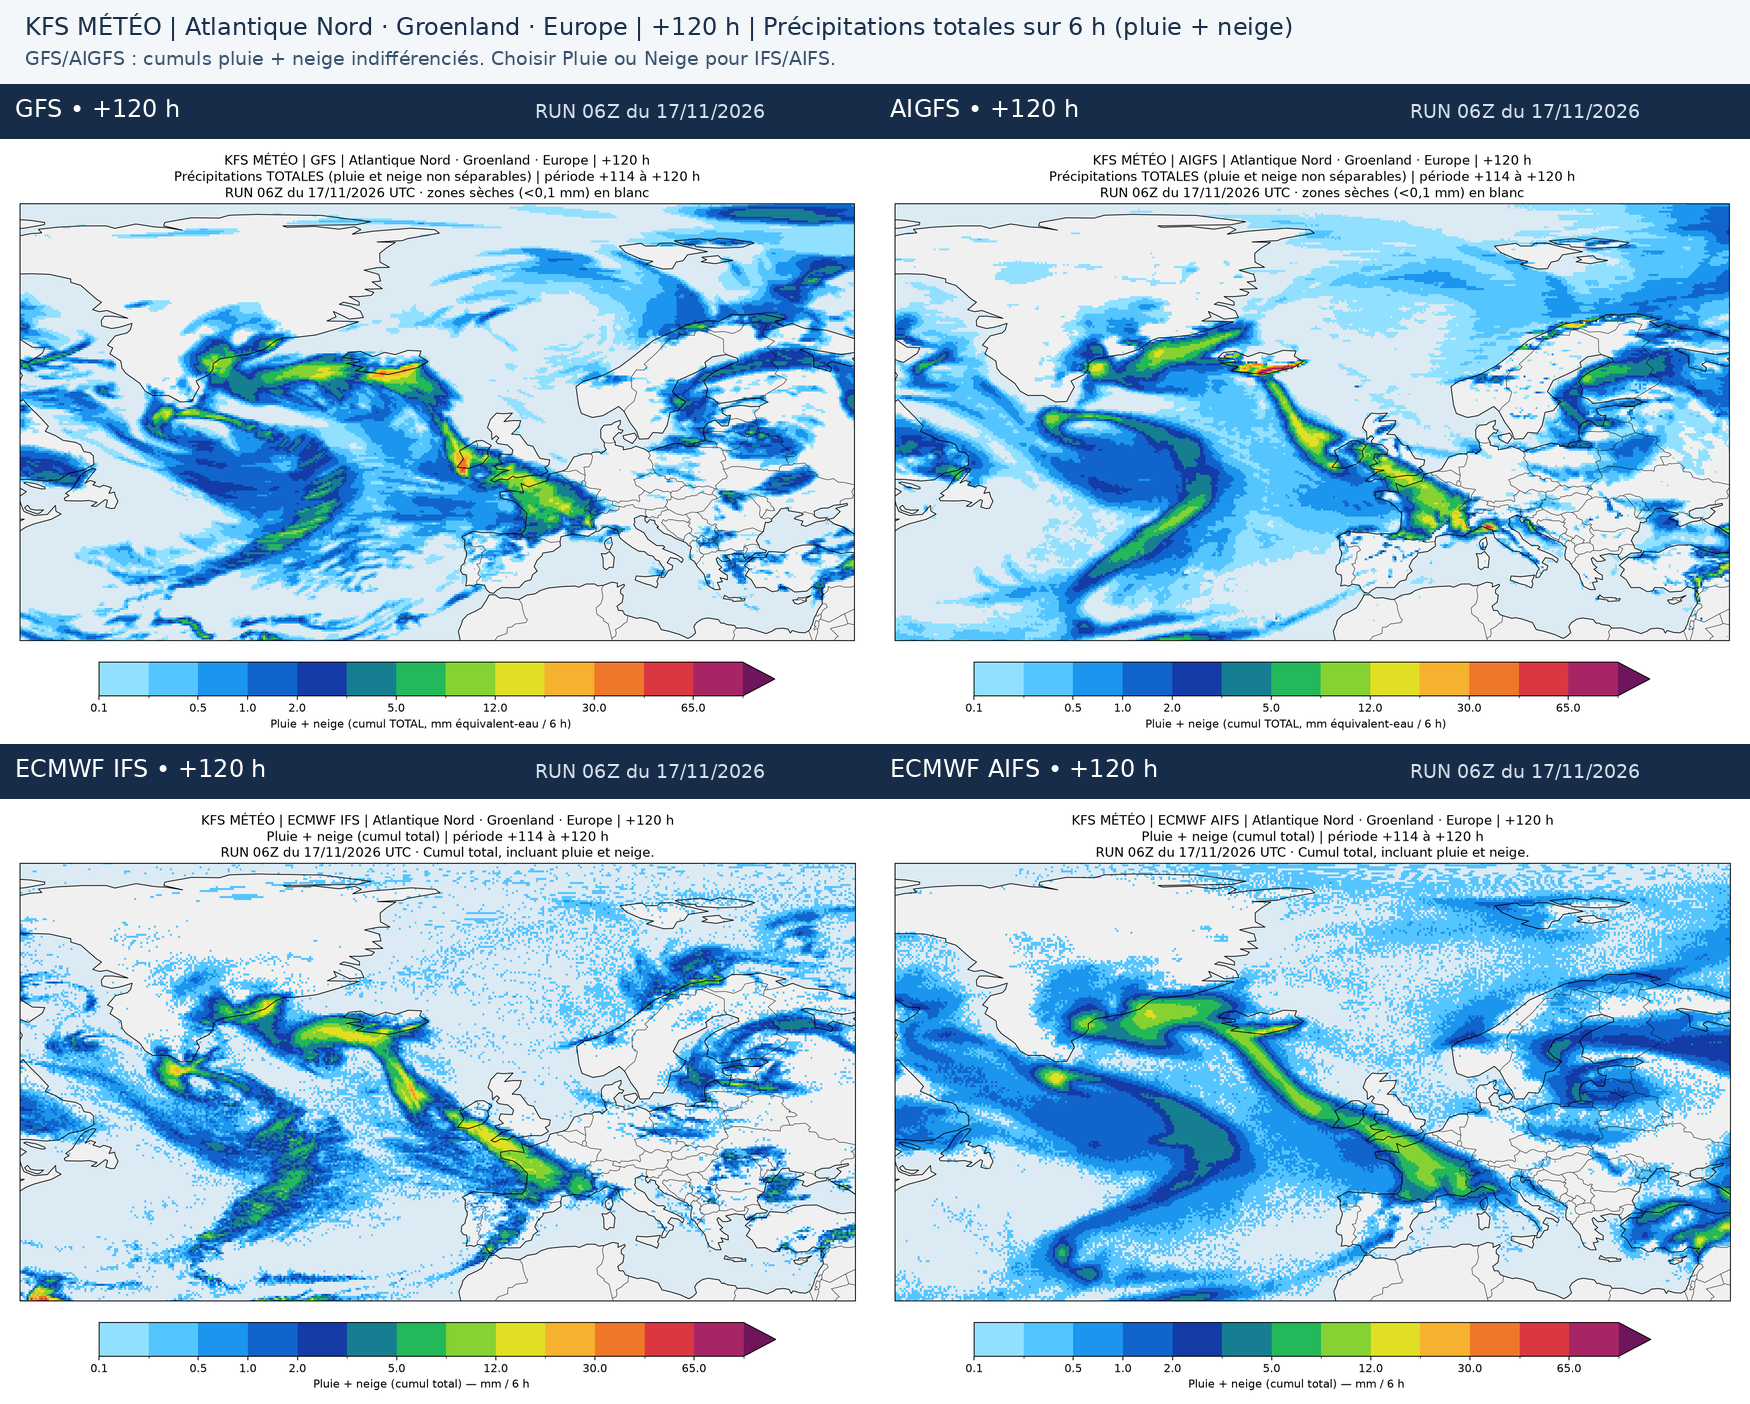 KFS MÉTÉO | Atlantique Nord · Groenland · Europe | +120 h | Précipitations totales sur 6 h (pluie + neige)
GFS/AIGFS : cumuls pluie + neige indifférenciés. Choisir Pluie ou Neige pour IFS/AIFS.
GFS • +120 h
RUN 06Z du 17/11/2026
AIGFS • +120 h
RUN 06Z du 17/11/2026
KFS MÉTÉO | GFS | Atlantique Nord · Groenland · Europe | +120 h
Précipitations TOTALES (pluie et neige non séparables) | période +114 à +120 h
RUN 06Z du 17/11/2026 UTC · zones sèches (<0,1 mm) en blanc
KFS MÉTÉO | AIGFS | Atlantique Nord · Groenland · Europe | +120 h
Précipitations TOTALES (pluie et neige non séparables) | période +114 à +120 h
RUN 06Z du 17/11/2026 UTC · zones sèches (<0,1 mm) en blanc
0.1 0.5 1.0 2.0 5.0 12.0 30.0 65.0
Pluie + neige (cumul TOTAL, mm équivalent-eau / 6 h)
0.1 0.5 1.0 2.0 5.0 12.0 30.0 65.0
Pluie + neige (cumul TOTAL, mm équivalent-eau / 6 h)
ECMWF IFS • +120 h
RUN 06Z du 17/11/2026
ECMWF AIFS • +120 h
RUN 06Z du 17/11/2026
KFS MÉTÉO | ECMWF IFS | Atlantique Nord · Groenland · Europe | +120 h
Pluie + neige (cumul total) | période +114 à +120 h
RUN 06Z du 17/11/2026 UTC · Cumul total, incluant pluie et neige.
KFS MÉTÉO | ECMWF AIFS | Atlantique Nord · Groenland · Europe | +120 h
Pluie + neige (cumul total) | période +114 à +120 h
RUN 06Z du 17/11/2026 UTC · Cumul total, incluant pluie et neige.
0.1 0.5 1.0 2.0 5.0 12.0 30.0 65.0
Pluie + neige (cumul total) — mm / 6 h
0.1 0.5 1.0 2.0 5.0 12.0 30.0 65.0
Pluie + neige (cumul total) — mm / 6 h